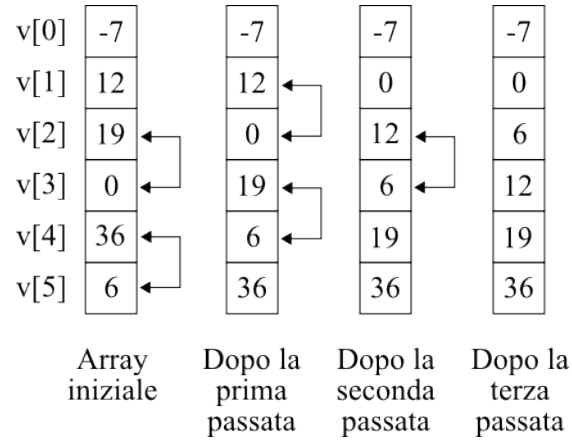 v[0] -7 -7 -7 -7
v[1] 12 12 0 0
v[2] 19 0 12 6
v[3] 0 19 6 12
v[4] 36 6 19 19
v[5] 6 36 36 36
Array Dopo la Dopo la Dopo la
iniziale prima seconda terza
passata passata passata